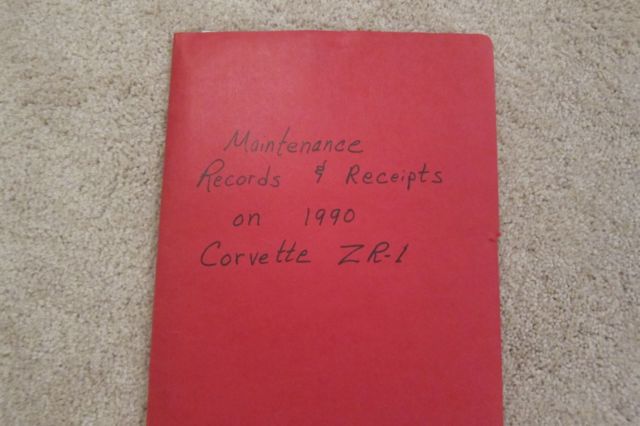 Maintenance
Records & Receipts
on 1990
Corvette ZR-1